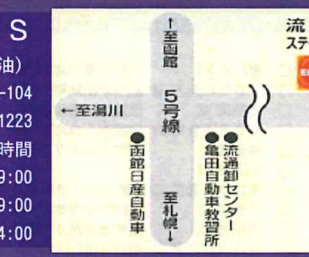 S
油)
-104
1223
時間
9:00
9:00
4:00
↑至函館
←至湯川
5号線
至札幌↓
●函館日産自動車
●亀田自動車教習所
●流通卸センター
流
ステ